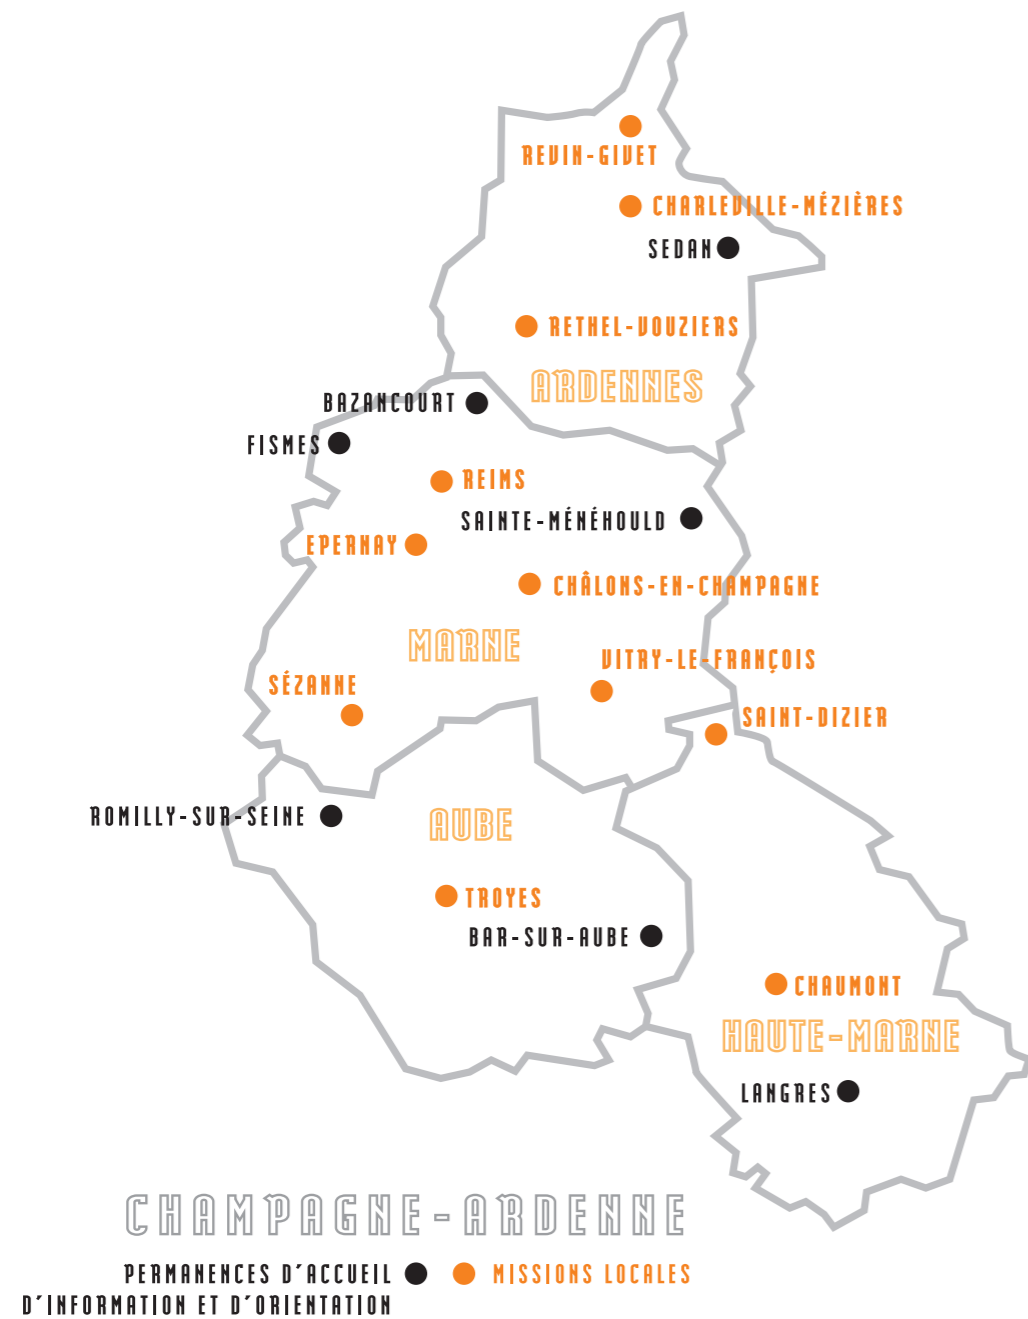 REVIN-GIVET
CHARLEVILLE-MÉZIÈRES
SEDAN
RETHEL-VOUZIERS
ARDENNES
BAZANCOURT
FISMES
REIMS
SAINTE-MÉNÉHOULD
EPERNAY
CHÂLONS-EN-CHAMPAGNE
MARNE
VITRY-LE-FRANÇOIS
SÉZANNE
SAINT-DIZIER
ROMILLY-SUR-SEINE
AUBE
TROYES
BAR-SUR-AUBE
CHAUMONT
HAUTE-MARNE
LANGRES
CHAMPAGNE-ARDENNE
PERMANENCES D'ACCUEIL
D'INFORMATION ET D'ORIENTATION
MISSIONS LOCALES